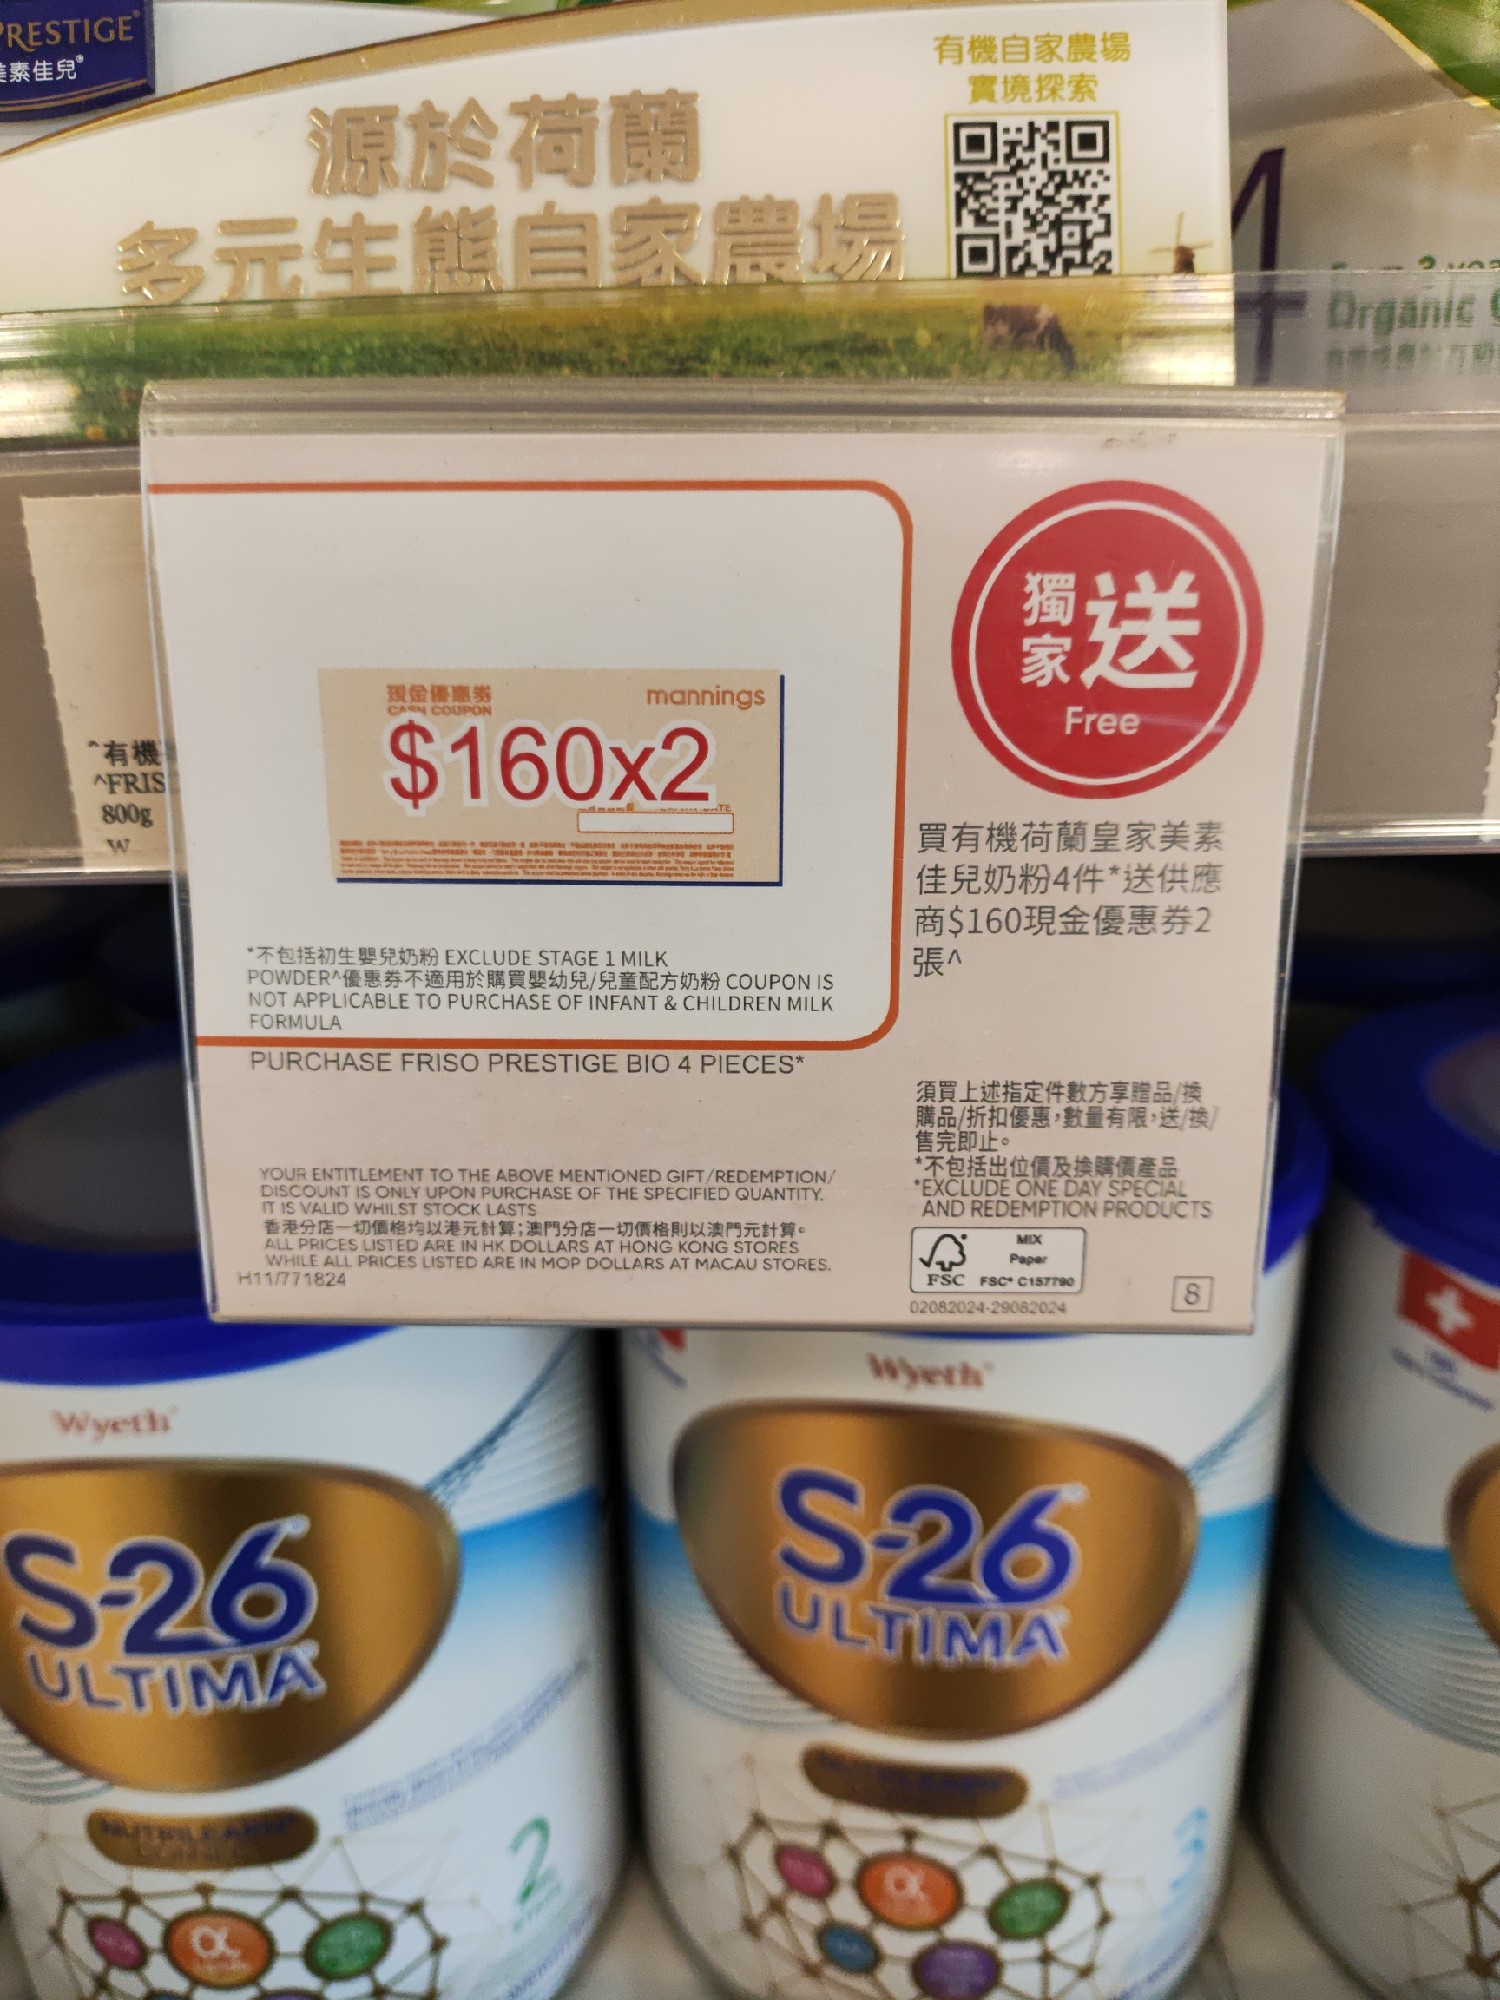 PRESTIGE
美素佳兒
源於荷蘭
多元生態自家農場
有機自家農場
實境探索
4
Organic
^有機
^FRIS
800g
W
現金優惠券
CASH COUPON
mannings
$160x2
獨家送
Free
買有機荷蘭皇家美素
佳兒奶粉4件*送供應
商$160現金優惠券2
張^
*不包括初生嬰兒奶粉 EXCLUDE STAGE 1 MILK
POWDER^優惠券不適用於購買嬰幼兒/兒童配方奶粉 COUPON IS
NOT APPLICABLE TO PURCHASE OF INFANT & CHILDREN MILK
FORMULA
PURCHASE FRISO PRESTIGE BIO 4 PIECES*
須買上述指定件數方享贈品/換
購品/折扣優惠，數量有限，送/換/
售完即止。
*不包括出位價及換購價產品
*EXCLUDE ONE DAY SPECIAL
AND REDEMPTION PRODUCTS
YOUR ENTITLEMENT TO THE ABOVE MENTIONED GIFT/REDEMPTION/
DISCOUNT IS ONLY UPON PURCHASE OF THE SPECIFIED QUANTITY.
IT IS VALID WHILST STOCK LASTS
香港分店一切價格均以港元計算；澳門分店一切價格則以澳門元計算。
ALL PRICES LISTED ARE IN HK DOLLARS AT HONG KONG STORES
WHILE ALL PRICES LISTED ARE IN MOP DOLLARS AT MACAU STORES.
H11/771824
FSC
MIX
Paper
FSC® C157790
02082024-29082024
8
Wyeth
S-26
ULTIMA
2
Wyeth
S-26
ULTIMA
3